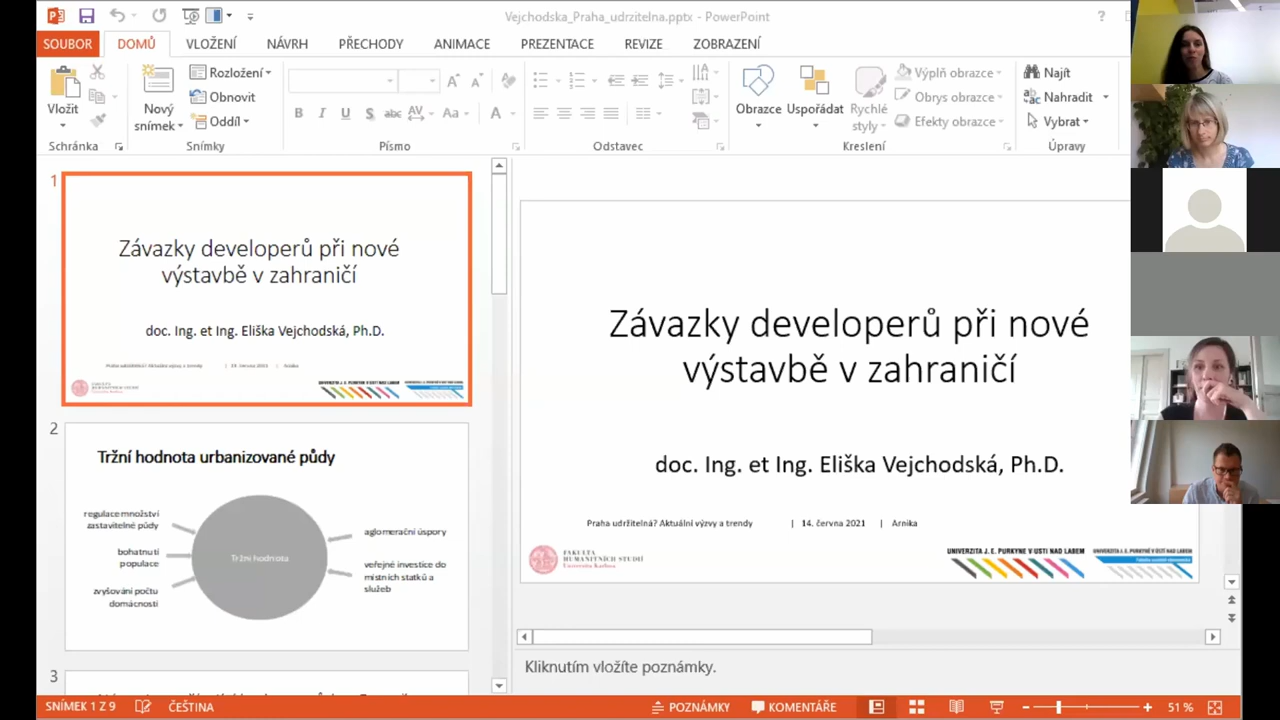 Vejchodska_Praha_udrzitelna.pptx - PowerPoint
?
SOUBOR DOMŮ VLOŽENÍ NÁVRH PŘECHODY ANIMACE PREZENTACE REVIZE ZOBRAZENÍ
Vložit
Schránka
Nový
snímek
Rozložení
Obnovit
Oddíl
Snímky
B I U S abc AV Aa A
Písmo
Odstavec
Obrazce
Uspořádat
Rychlé
styly
Výplň obrazce
Obrys obrazce
Efekty obrazce
Kreslení
Najít
Nahradit
Vybrat
Úpravy
1
Závazky developerů při nové
výstavbě v zahraničí
doc. Ing. et Ing. Eliška Vejchodská, Ph.D.
Praha udržitelná? Aktuální výzvy a trendy | 14. června 2021 | Arnika
2
Tržní hodnota urbanizované půdy
regulace množství
zastavitelné půdy
bohatnutí
populace
zvyšování počtu
domácností
Tržní hodnota
aglomerační úspory
veřejné investice do
místních statků a
služeb
3
Závazky developerů při nové
výstavbě v zahraničí
doc. Ing. et Ing. Eliška Vejchodská, Ph.D.
Praha udržitelná? Aktuální výzvy a trendy | 14. června 2021 | Arnika
FAKULTA
HUMANITNÍCH STUDIÍ
Univerzita Karlova
UNIVERZITA J. E. PURKYNĚ V ÚSTÍ NAD LABEM
UNIVERZITA J. E. PURKYNĚ V ÚSTÍ NAD LABEM
Kliknutím vložíte poznámky.
SNÍMEK 1 Z 9 ČEŠTINA POZNÁMKY KOMENTÁŘE 51 %